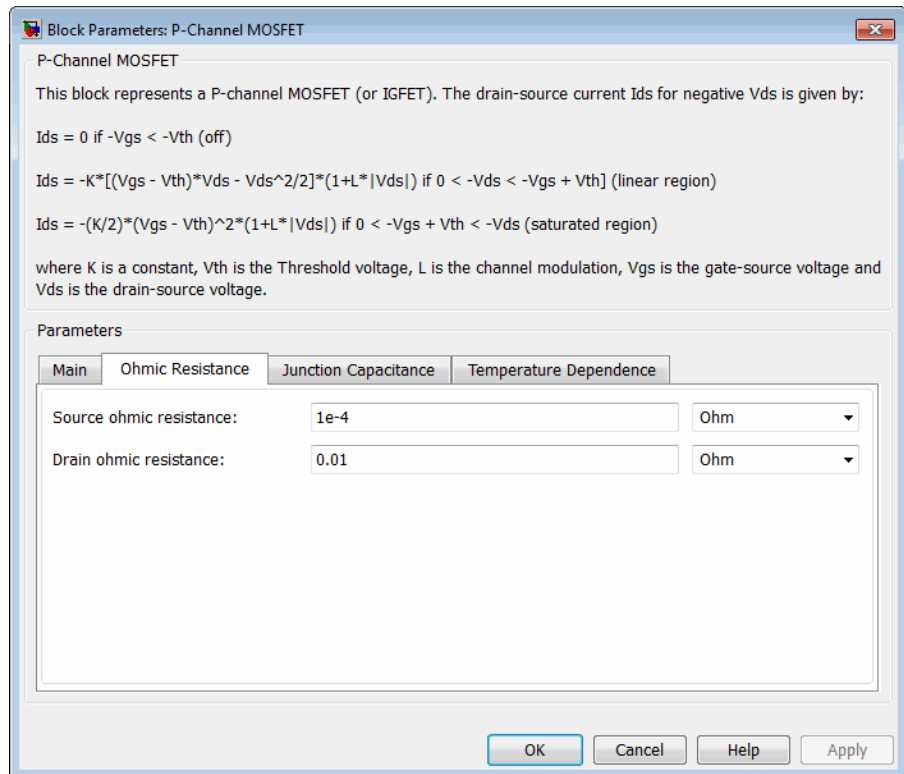 Block Parameters: P-Channel MOSFET
P-Channel MOSFET
This block represents a P-channel MOSFET (or IGFET). The drain-source current Ids for negative Vds is given by:
Ids = 0 if -Vgs < -Vth (off)
Ids = -K*[(Vgs - Vth)*Vds - Vds^2/2]*(1+L*|Vds|) if 0 < -Vds < -Vgs + Vth] (linear region)
Ids = -(K/2)*(Vgs - Vth)^2*(1+L*|Vds|) if 0 < -Vgs + Vth < -Vds (saturated region)
where K is a constant, Vth is the Threshold voltage, L is the channel modulation, Vgs is the gate-source voltage and
Vds is the drain-source voltage.
Parameters
Main Ohmic Resistance Junction Capacitance Temperature Dependence
Source ohmic resistance: 1e-4 Ohm
Drain ohmic resistance: 0.01 Ohm
OK Cancel Help Apply